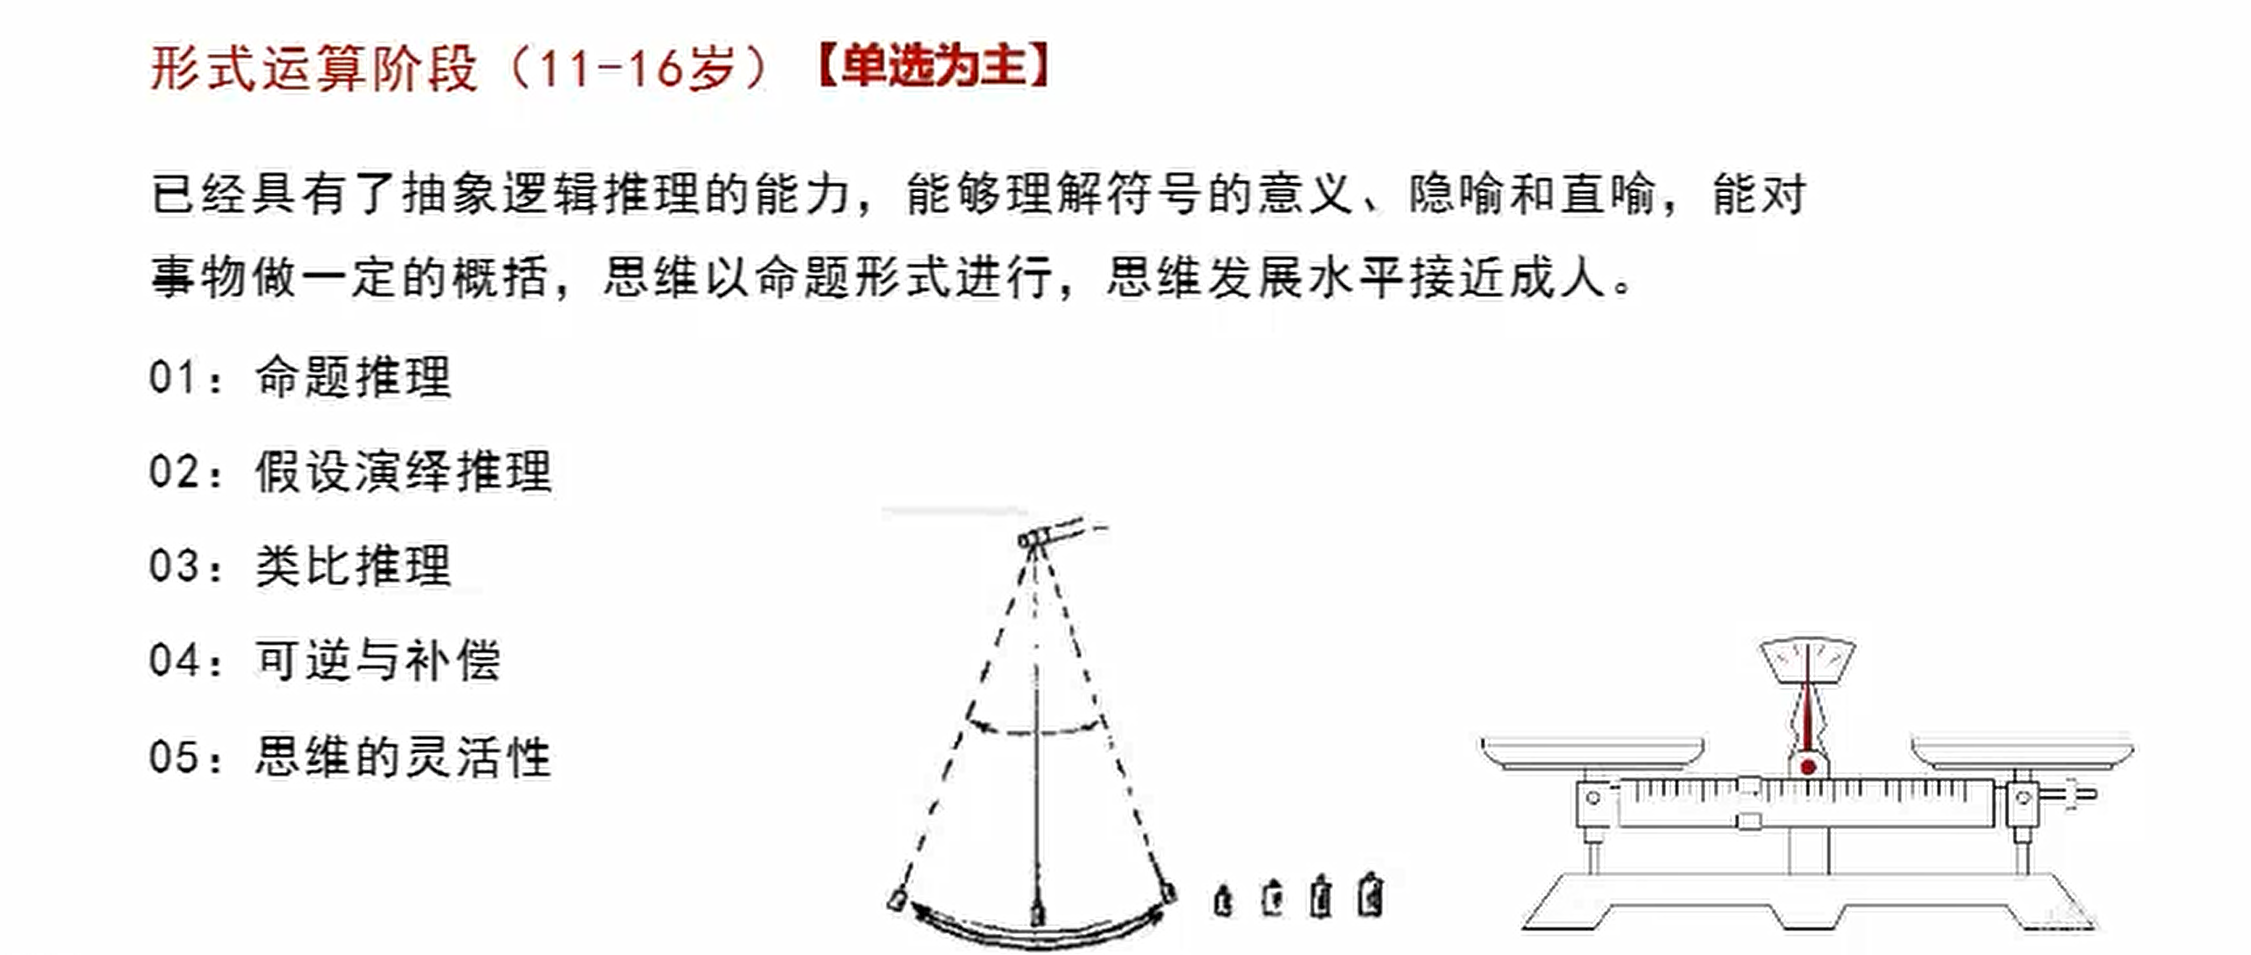 形式运算阶段（11-16岁）【单选为主】
已经具有了抽象逻辑推理的能力，能够理解符号的意义、隐喻和直喻，能对
事物做一定的概括，思维以命题形式进行，思维发展水平接近成人。
01：命题推理
02：假设演绎推理
03：类比推理
04：可逆与补偿
05：思维的灵活性